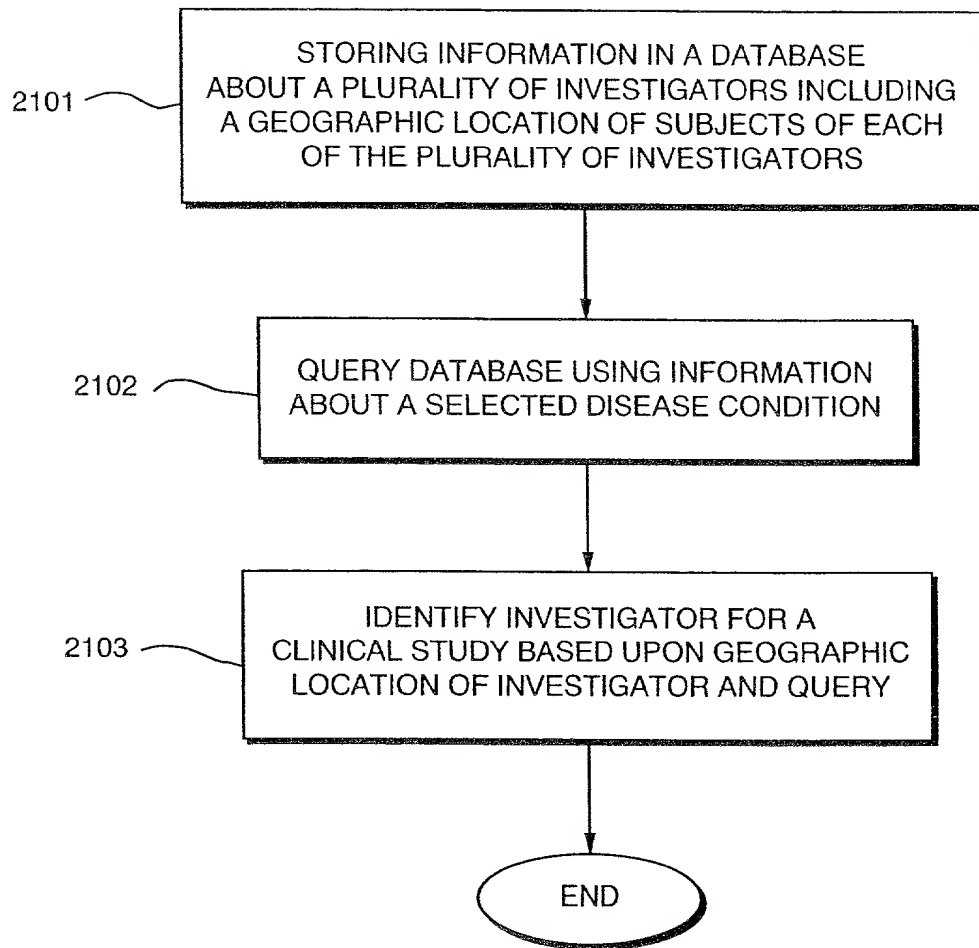 2101
STORING INFORMATION IN A DATABASE
ABOUT A PLURALITY OF INVESTIGATORS INCLUDING
A GEOGRAPHIC LOCATION OF SUBJECTS OF EACH
OF THE PLURALITY OF INVESTIGATORS
2102
QUERY DATABASE USING INFORMATION
ABOUT A SELECTED DISEASE CONDITION
2103
IDENTIFY INVESTIGATOR FOR A
CLINICAL STUDY BASED UPON GEOGRAPHIC
LOCATION OF INVESTIGATOR AND QUERY
END